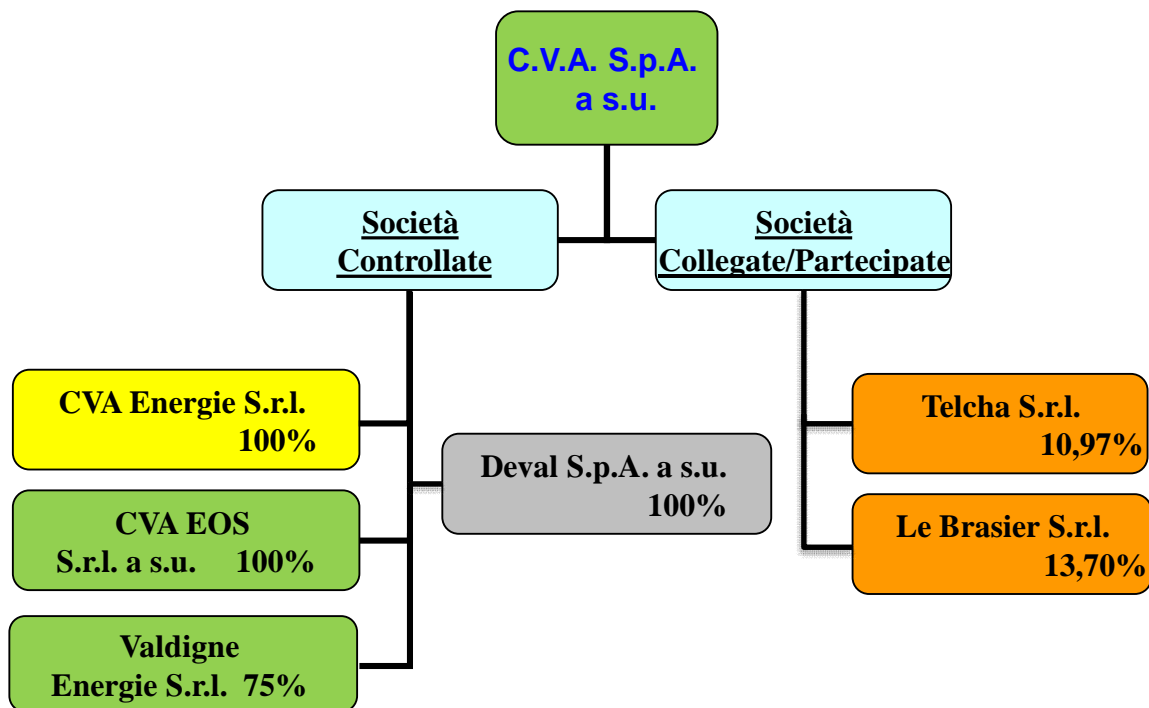 C.V.A. S.p.A.
a s.u.
Società
Controllate
Società
Collegate/Partecipate
CVA Energie S.r.l.
100%
Deval S.p.A. a s.u.
100%
CVA EOS
S.r.l. a s.u. 100%
Valdigne
Energie S.r.l. 75%
Telcha S.r.l.
10,97%
Le Brasier S.r.l.
13,70%